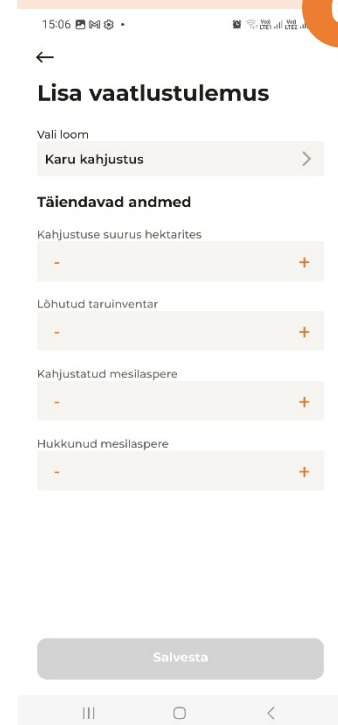 15:06
Lisa vaatlustulemus
Vali loom
Karu kahjustus
Täiendavad andmed
Kahjustuse suurus hektarites
- +
Lõhutud taruinventar
- +
Kahjustatud mesilaspere
- +
Hukkunud mesilaspere
- +
Salvesta